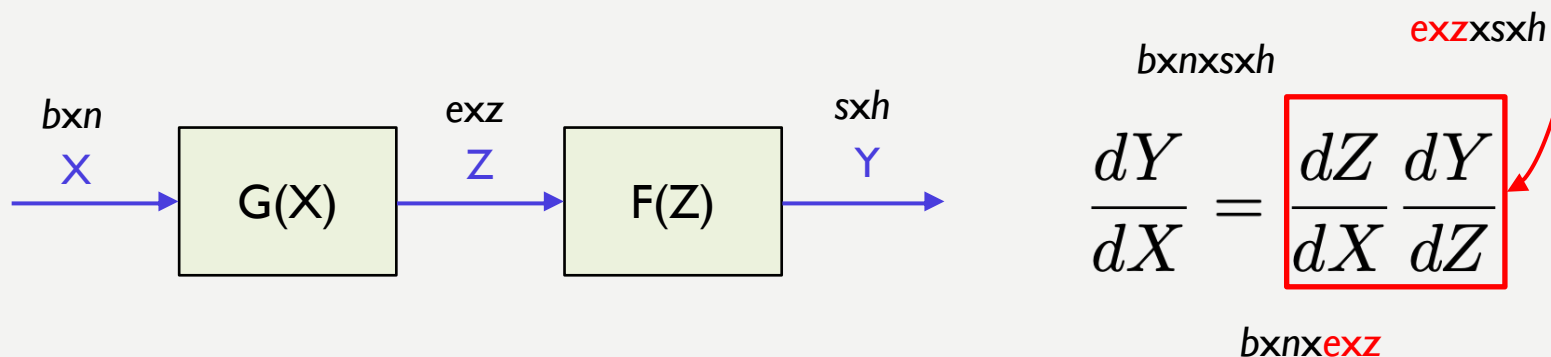 bxn
X
G(X)
exz
Z
F(Z)
sxh
Y
bxnxsxh
exzxsxh
dY/dX = dZ/dX dY/dZ
bxnxexz